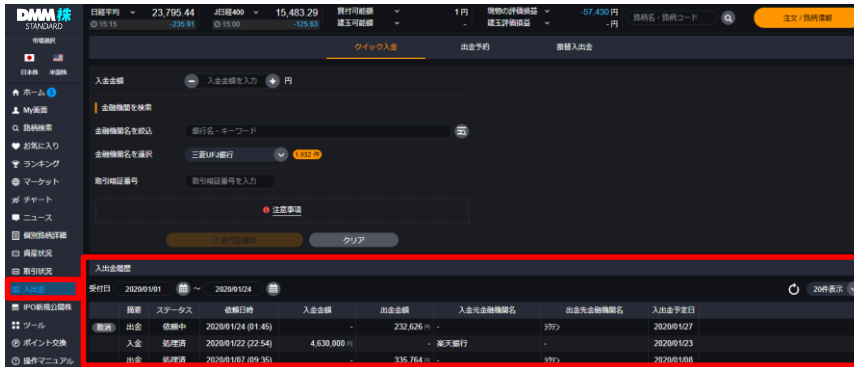 DMM 株
STANDARD
日経平均 23,795.44 J日経400 15,483.29 買付可能額 1 円 現物の評価損益 -57,430 円 銘柄名・銘柄コード 注文 / 銘柄情報
15:15 -235.91 15:00 -125.63 建玉可能額 - 建玉評価損益 - 円
市場選択
日本株 米国株
ホーム
My画面
銘柄検索
お気に入り
ランキング
マーケット
チャート
ニュース
個別銘柄詳細
資産状況
取引状況
入出金
IPO新規公開株
ツール
ポイント交換
操作マニュアル
クイック入金 出金予約 振替入出金
入金金額 入金金額を入力 円
金融機関を検索
金融機関名を絞込 銀行名・キーワード
金融機関名を選択 三菱UFJ銀行 1,032 件
取引暗証番号 取引暗証番号を入力
注意事項
入金内容確認 クリア
入出金履歴
受付日 2020/01/01 ～ 2020/01/24 20件表示
摘要 ステータス 依頼日時 入金金額 出金金額 入金元金融機関名 出金先金融機関名 入出金予定日
取消 出金 依頼中 2020/01/24 (01:45) - 232,626 円 - ﾗｸﾃﾝ 2020/01/27
入金 処理済 2020/01/22 (22:54) 4,630,000 円 - 楽天銀行 - 2020/01/23
出金 処理済 2020/01/07 (09:35) - 335,764 円 - ﾗｸﾃﾝ 2020/01/08